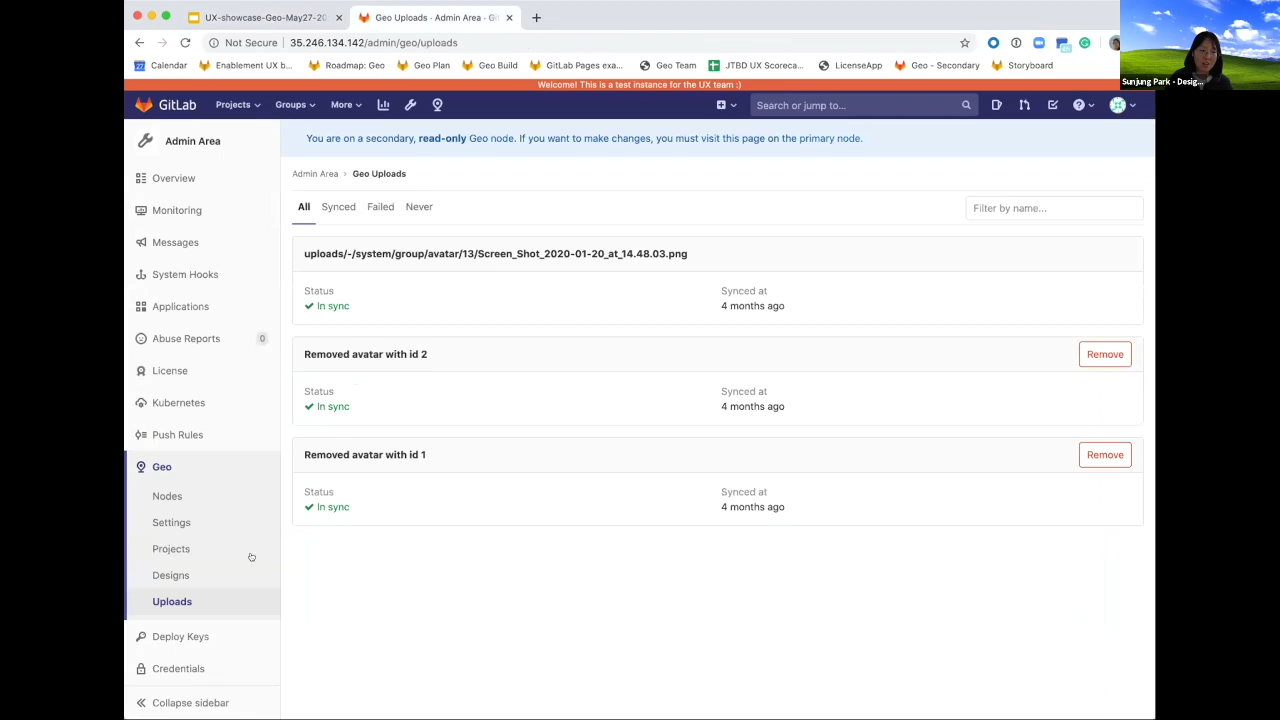 UX-showcase-Geo-May27-20
Geo Uploads · Admin Area · Gi
Not Secure | 35.246.134.142/admin/geo/uploads
Calendar
Enablement UX b...
Roadmap: Geo
Geo Plan
Geo Build
GitLab Pages exa...
Geo Team
JTBD UX Scoreca...
LicenseApp
Geo - Secondary
Storyboard
Sunjung Park - Desig...
Welcome! This is a test instance for the UX team :)
GitLab
Projects
Groups
More
Search or jump to...
Admin Area
Overview
Monitoring
Messages
System Hooks
Applications
Abuse Reports 0
License
Kubernetes
Push Rules
Geo
Nodes
Settings
Projects
Designs
Uploads
Deploy Keys
Credentials
Collapse sidebar
You are on a secondary, read-only Geo node. If you want to make changes, you must visit this page on the primary node.
Admin Area › Geo Uploads
All Synced Failed Never
Filter by name...
uploads/-/system/group/avatar/13/Screen_Shot_2020-01-20_at_14.48.03.png
Status Synced at
In sync 4 months ago
Removed avatar with id 2 Remove
Status Synced at
In sync 4 months ago
Removed avatar with id 1 Remove
Status Synced at
In sync 4 months ago